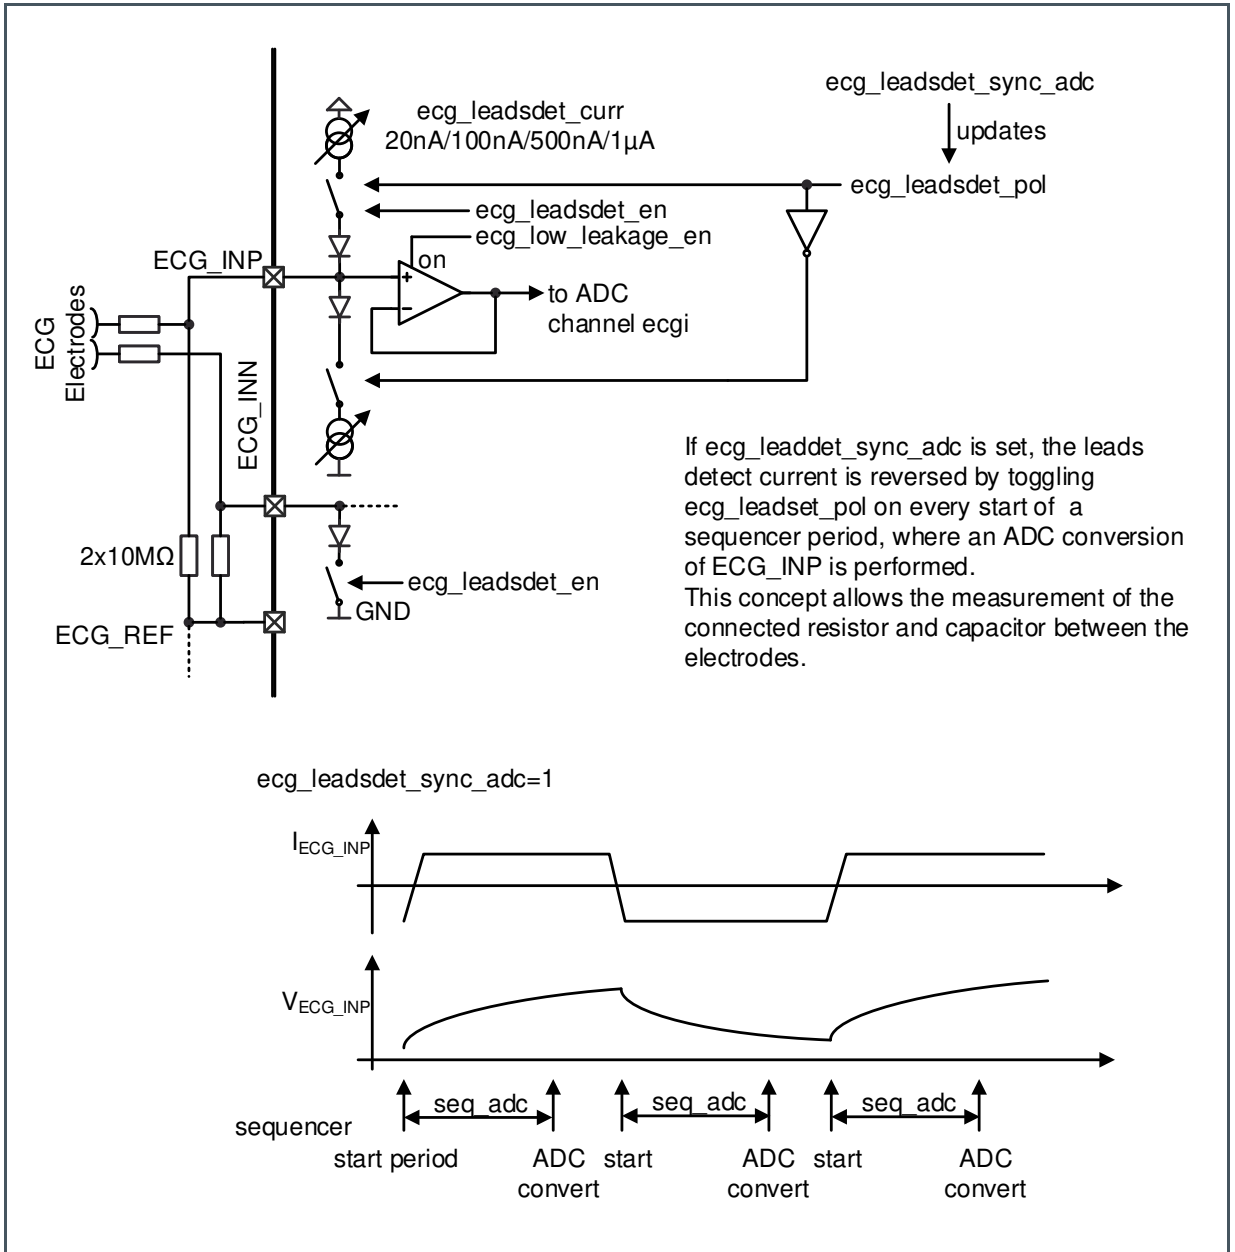 ecg_leadsdet_sync_adc
ecg_leadsdet_curr
20nA/100nA/500nA/1µA
updates
ecg_leadsdet_pol
ecg_leadsdet_en
ecg_low_leakage_en
ECG_INP
on
+
−
to ADC
channel ecgi
ECG
Electrodes
ECG_INN
If ecg_leaddet_sync_adc is set, the leads
detect current is reversed by toggling
ecg_leadset_pol on every start of a
sequencer period, where an ADC conversion
of ECG_INP is performed.
This concept allows the measurement of the
connected resistor and capacitor between the
electrodes.
2x10MΩ
ecg_leadsdet_en
GND
ECG_REF
ecg_leadsdet_sync_adc=1
I_ECG_INP
V_ECG_INP
seq_adc seq_adc seq_adc
sequencer
start period ADC convert start ADC convert start ADC convert